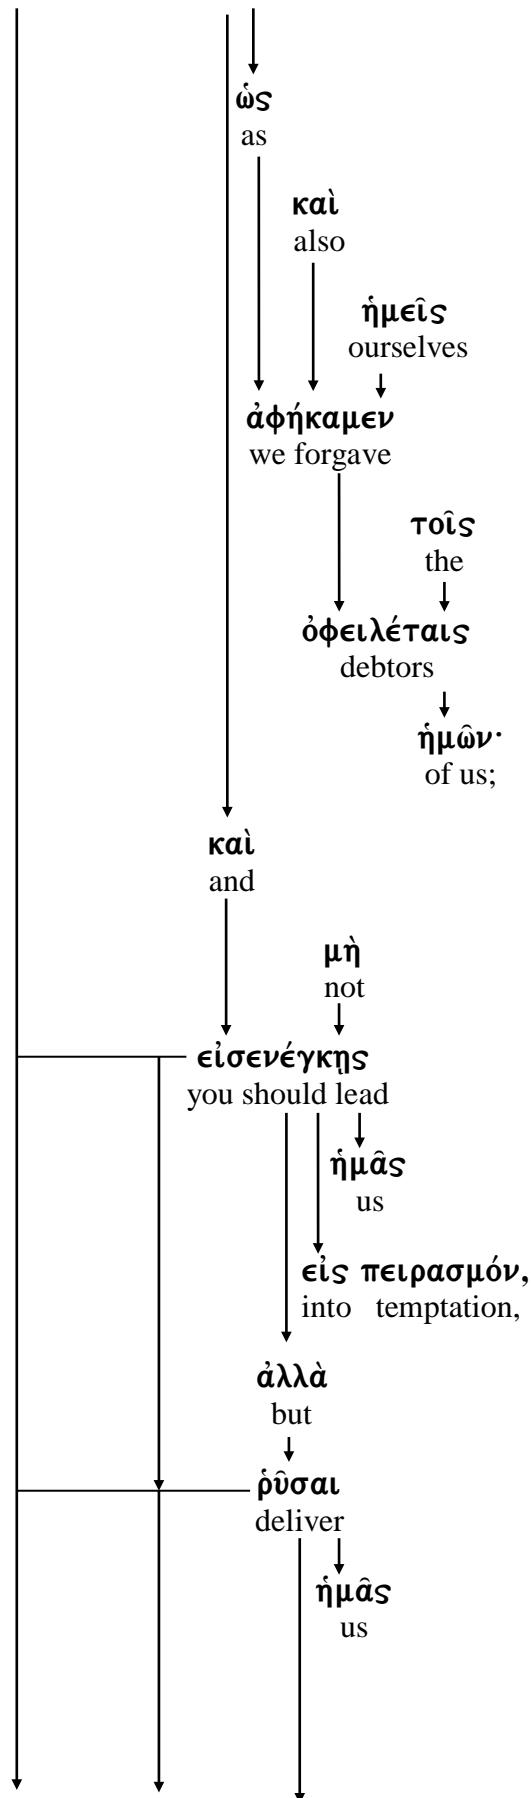 ὡς
as
καὶ
also
ἡμεῖς
ourselves
ἀφήκαμεν
we forgave
τοῖς
the
ὀφειλέταις
debtors
ἡμῶν·
of us;
καὶ
and
μὴ
not
εἰσενέγκῃς
you should lead
ἡμᾶς
us
εἰς πειρασμόν,
into temptation,
ἀλλὰ
but
ῥῦσαι
deliver
ἡμᾶς
us